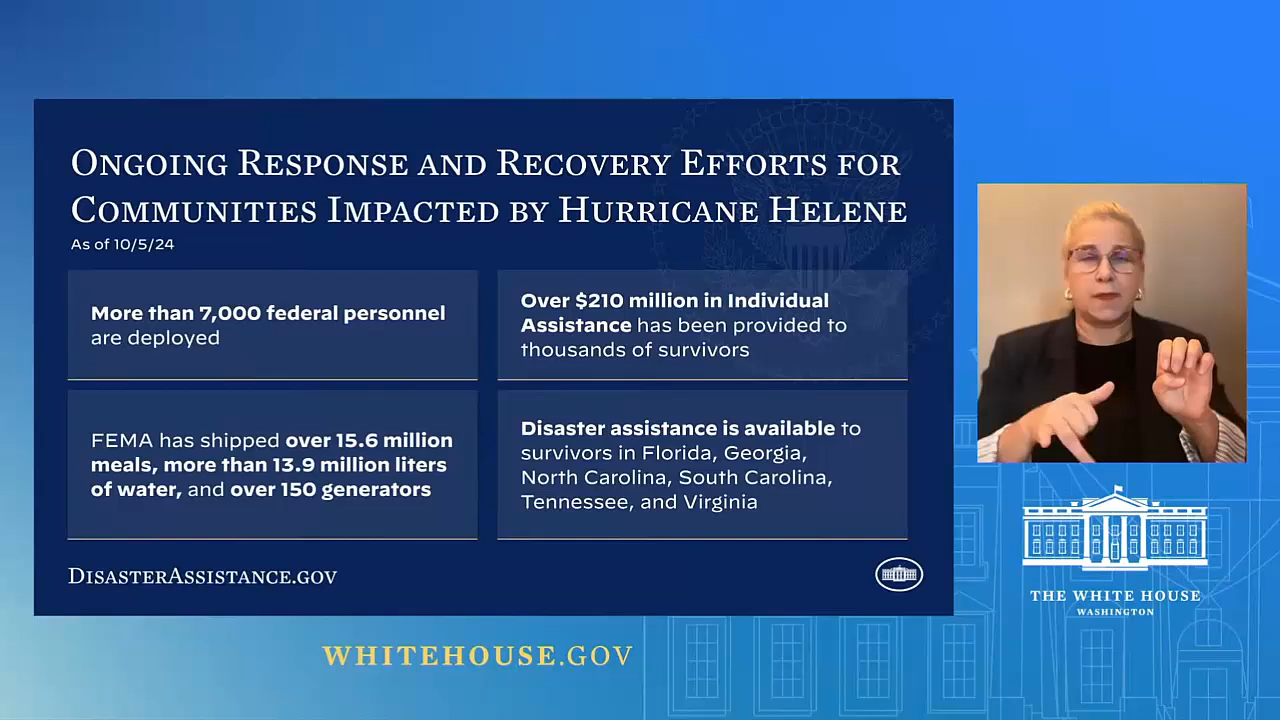 Ongoing Response and Recovery Efforts for
Communities Impacted by Hurricane Helene
As of 10/5/24
More than 7,000 federal personnel
are deployed
Over $210 million in Individual
Assistance has been provided to
thousands of survivors
FEMA has shipped over 15.6 million
meals, more than 13.9 million liters
of water, and over 150 generators
Disaster assistance is available to
survivors in Florida, Georgia,
North Carolina, South Carolina,
Tennessee, and Virginia
DisasterAssistance.gov
WHITEHOUSE.GOV
THE WHITE HOUSE
WASHINGTON